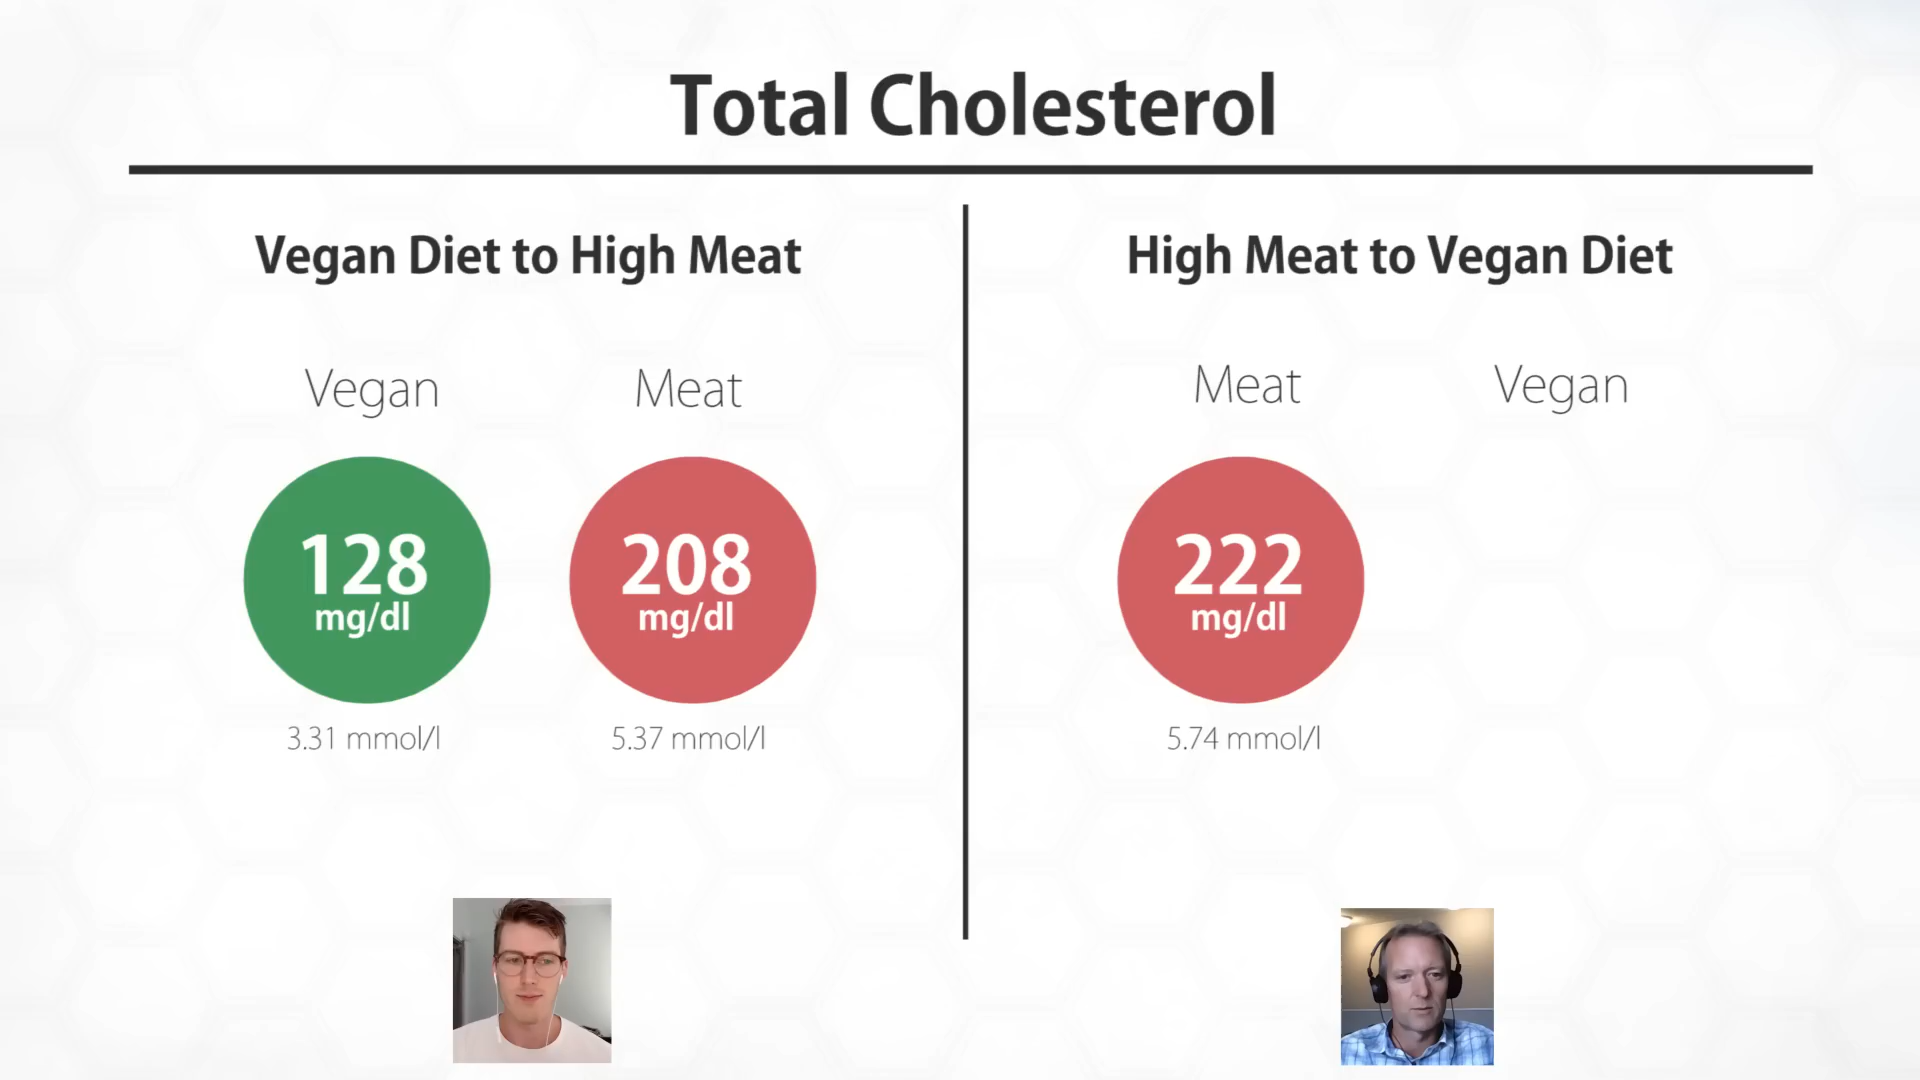 Total Cholesterol
Vegan Diet to High Meat
Vegan Meat
128 mg/dl
208 mg/dl
3.31 mmol/l
5.37 mmol/l
High Meat to Vegan Diet
Meat Vegan
222 mg/dl
5.74 mmol/l